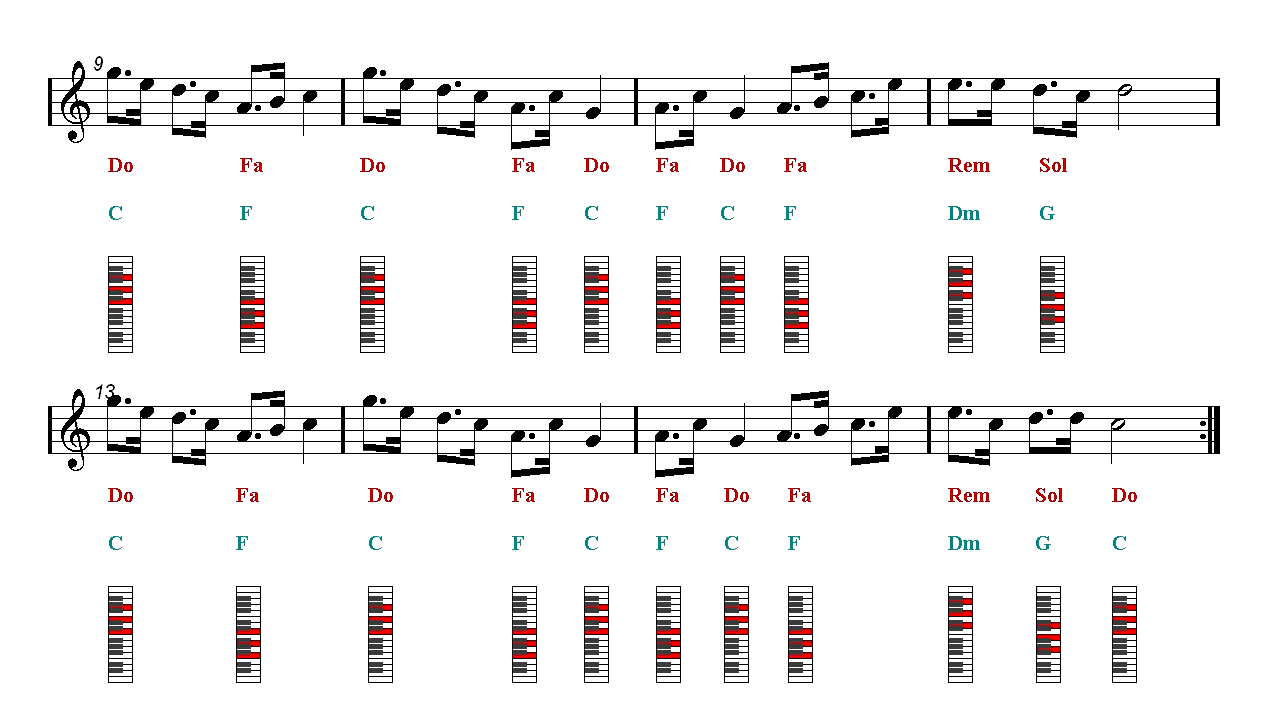 9
Do Fa Do Fa Do Fa Do Fa Rem Sol
C F C F C F C F Dm G
13
Do Fa Do Fa Do Fa Do Fa Rem Sol Do
C F C F C F C F Dm G C